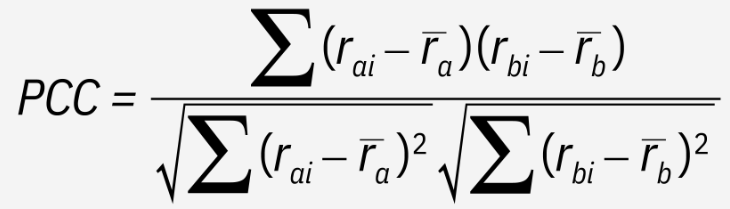 PCC = ∑(r_ai − r̅_a)(r_bi − r̅_b) / √∑(r_ai − r̅_a)² √∑(r_bi − r̅_b)²